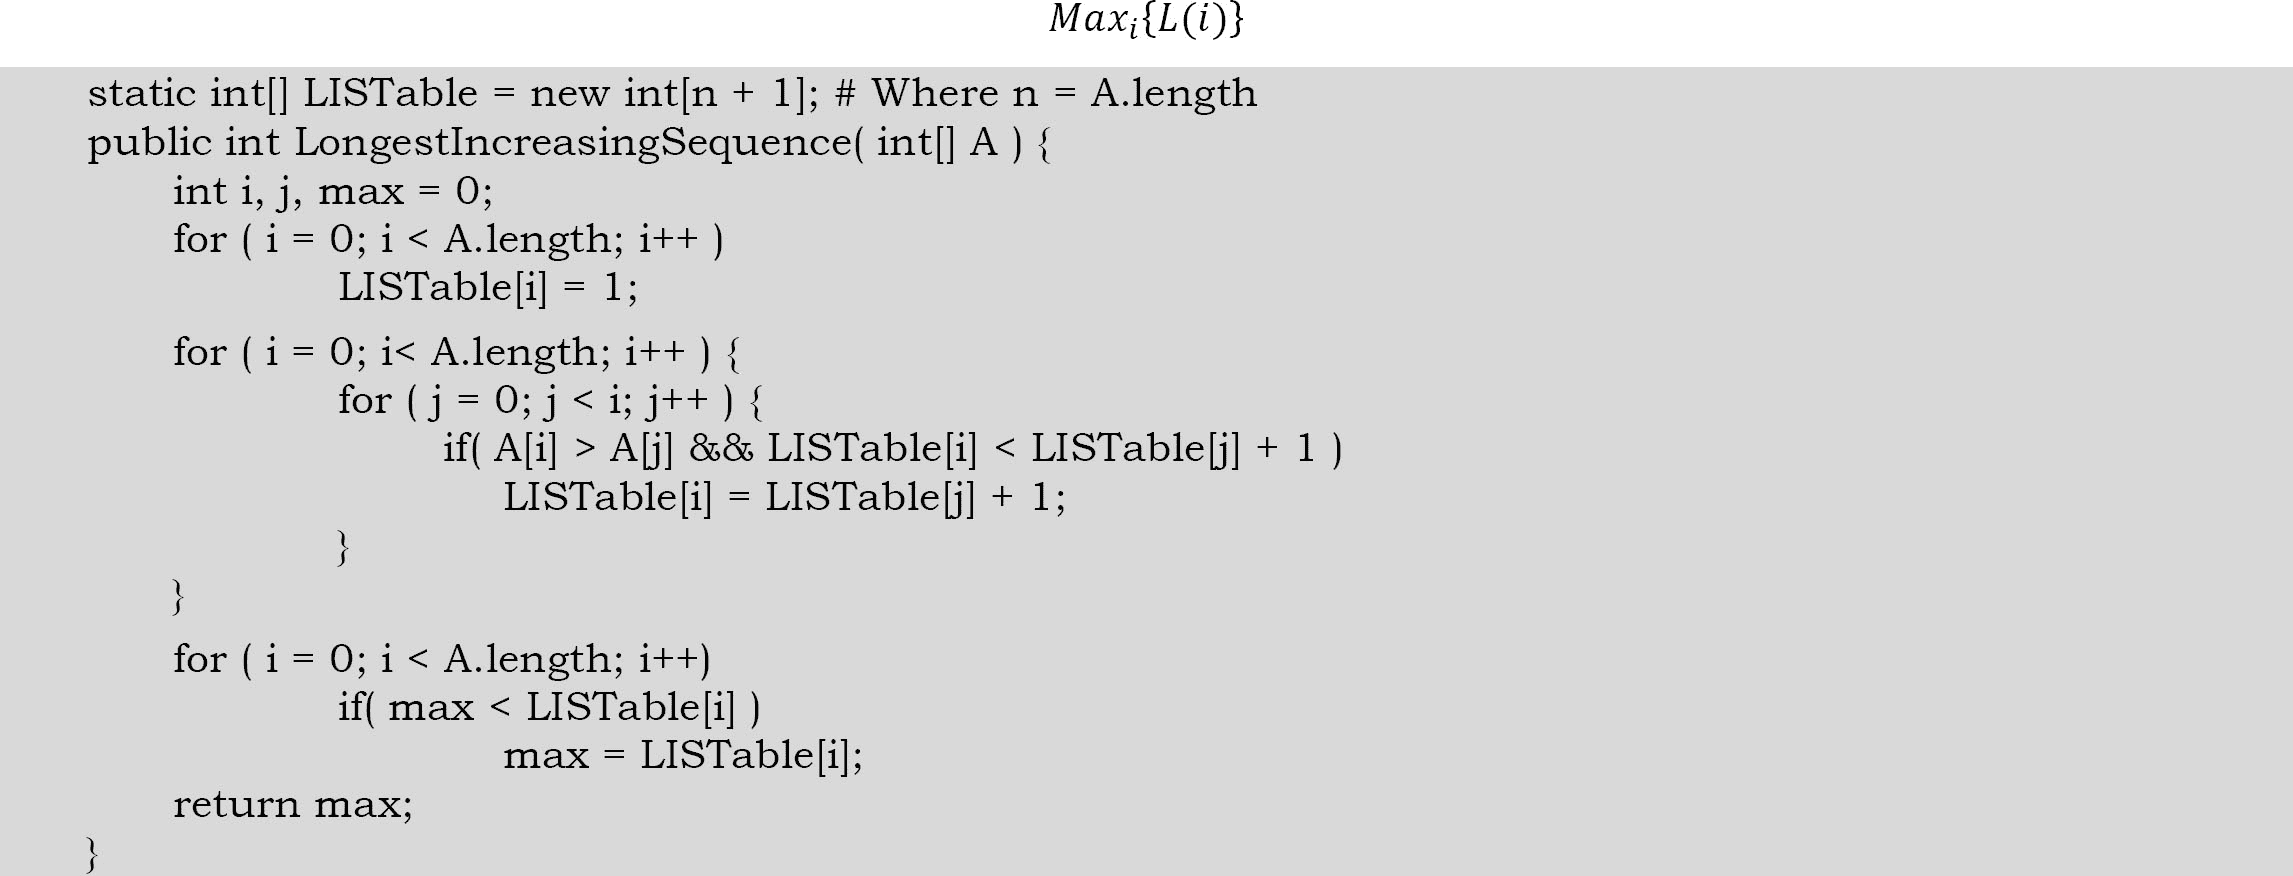 Maxᵢ{L(i)}
static int[] LISTable = new int[n + 1]; # Where n = A.length
public int LongestIncreasingSequence( int[] A ) {
int i, j, max = 0;
for ( i = 0; i < A.length; i++ )
LISTable[i] = 1;
for ( i = 0; i< A.length; i++ ) {
for ( j = 0; j < i; j++ ) {
if( A[i] > A[j] && LISTable[i] < LISTable[j] + 1 )
LISTable[i] = LISTable[j] + 1;
}
}
for ( i = 0; i < A.length; i++)
if( max < LISTable[i] )
max = LISTable[i];
return max;
}